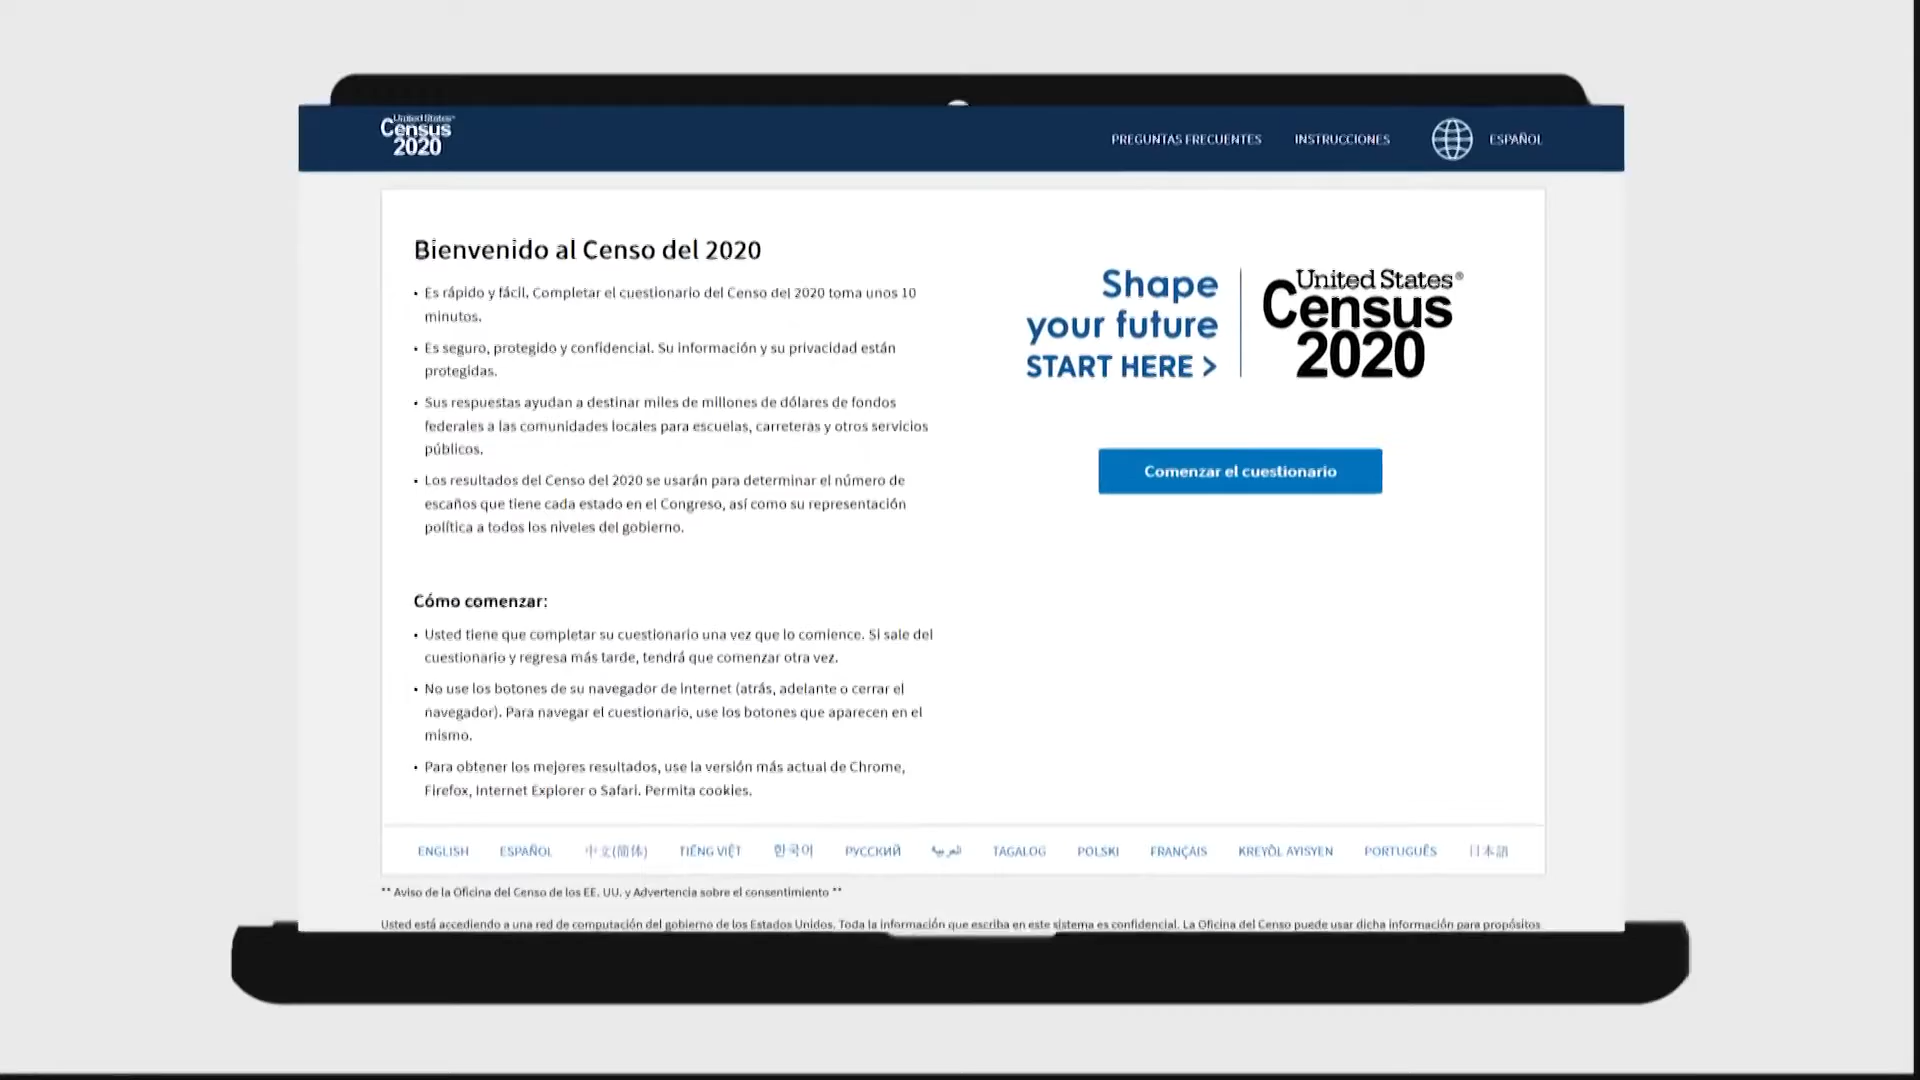 United States®
Census
2020
PREGUNTAS FRECUENTES
INSTRUCCIONES
ESPAÑOL
Bienvenido al Censo del 2020
• Es rápido y fácil. Completar el cuestionario del Censo del 2020 toma unos 10
minutos.
• Es seguro, protegido y confidencial. Su información y su privacidad están
protegidas.
• Sus respuestas ayudan a destinar miles de millones de dólares de fondos
federales a las comunidades locales para escuelas, carreteras y otros servicios
públicos.
• Los resultados del Censo del 2020 se usarán para determinar el número de
escaños que tiene cada estado en el Congreso, así como su representación
política a todos los niveles del gobierno.
Cómo comenzar:
• Usted tiene que completar su cuestionario una vez que lo comience. Si sale del
cuestionario y regresa más tarde, tendrá que comenzar otra vez.
• No use los botones de su navegador de Internet (atrás, adelante o cerrar el
navegador). Para navegar el cuestionario, use los botones que aparecen en el
mismo.
• Para obtener los mejores resultados, use la versión más actual de Chrome,
Firefox, Internet Explorer o Safari. Permita cookies.
Shape
your future
START HERE >
United States®
Census
2020
Comenzar el cuestionario
ENGLISH ESPAÑOL 中文(简体) TIẾNG VIỆT 한국어 РУССКИЙ العربية TAGALOG POLSKI FRANÇAIS KREYÒL AYISYEN PORTUGUÊS 日本語
** Aviso de la Oficina del Censo de los EE. UU. y Advertencia sobre el consentimiento **
Usted está accediendo a una red de computación del gobierno de los Estados Unidos. Toda la información que escriba en este sistema es confidencial. La Oficina del Censo puede usar dicha información para propósitos